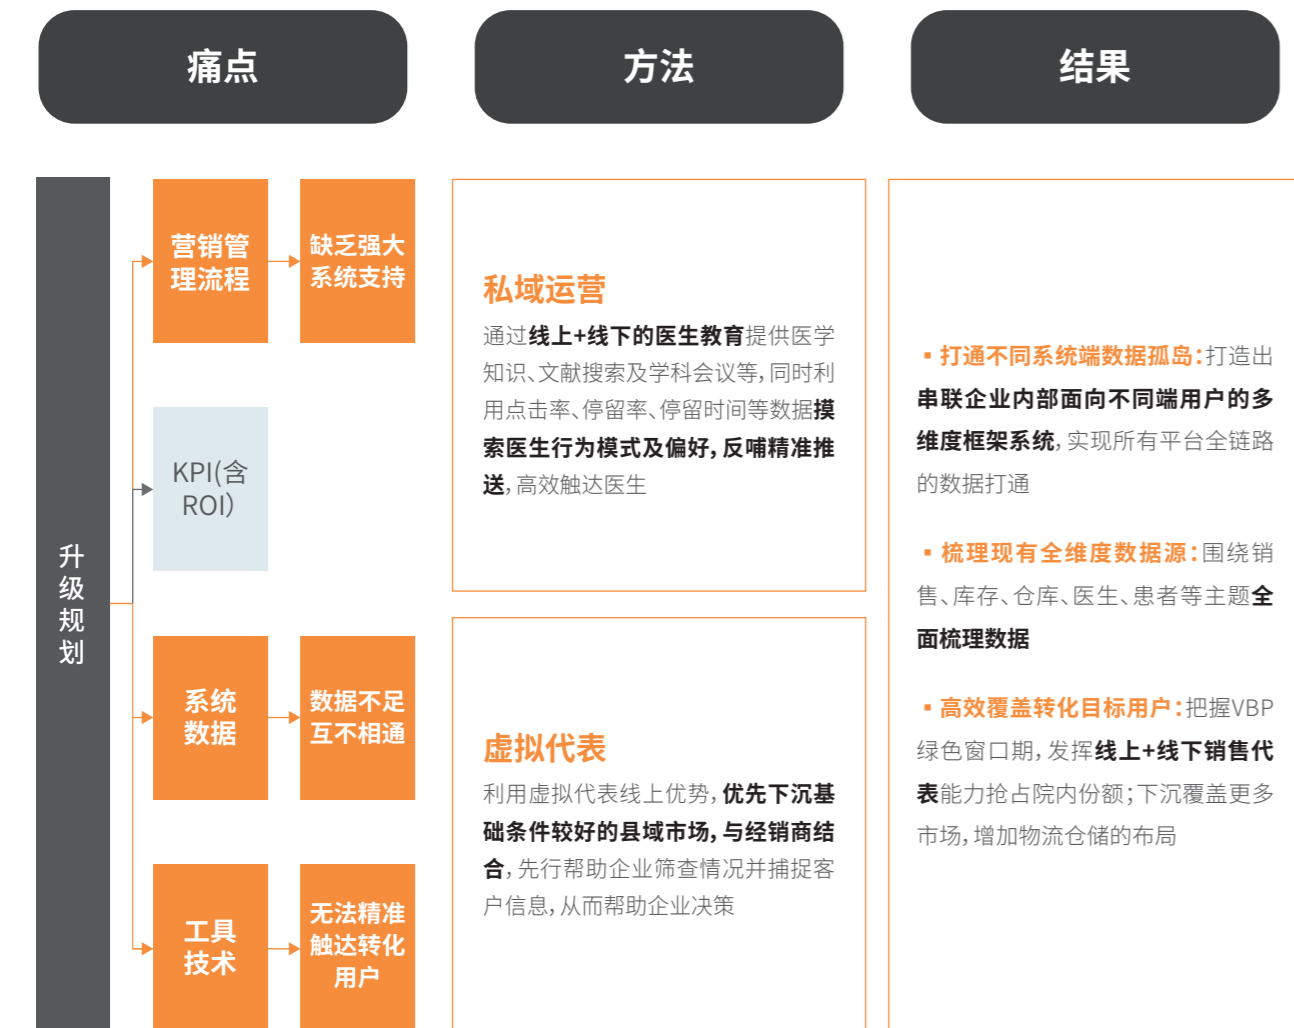 痛点
方法
结果
升
级
规
划
营销管
理流程
缺乏强大
系统支持
KPI(含
ROI）
系统
数据
数据不足
互不相通
工具
技术
无法精准
触达转化
用户
私域运营
通过线上+线下的医生教育提供医学
知识、文献搜索及学科会议等，同时利
用点击率、停留率、停留时间等数据摸
索医生行为模式及偏好，反哺精准推
送，高效触达医生
虚拟代表
利用虚拟代表线上优势，优先下沉基
础条件较好的县域市场，与经销商结
合，先行帮助企业筛查情况并捕捉客
户信息，从而帮助企业决策
▪ 打通不同系统端数据孤岛：打造出
串联企业内部面向不同端用户的多
维度框架系统，实现所有平台全链路
的数据打通
▪ 梳理现有全维度数据源：围绕销
售、库存、仓库、医生、患者等主题全
面梳理数据
▪ 高效覆盖转化目标用户：把握VBP
绿色窗口期，发挥线上+线下销售代
表能力抢占院内份额；下沉覆盖更多
市场，增加物流仓储的布局